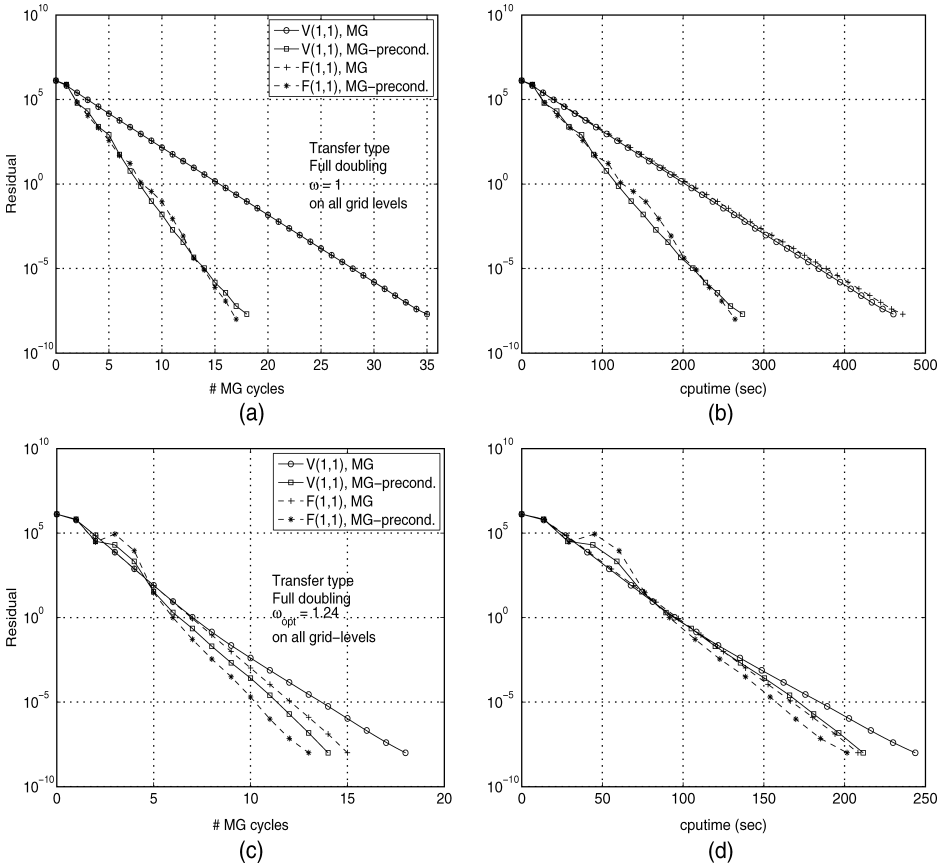 10^10
10^5
10^0
10^−5
10^−10
Residual
V(1,1), MG
V(1,1), MG−precond.
F(1,1), MG
F(1,1), MG−precond.
Transfer type
Full doubling
ω = 1
on all grid levels
0 5 10 15 20 25 30 35
# MG cycles
(a)
10^10
10^5
10^0
10^−5
10^−10
0 100 200 300 400 500
cputime (sec)
(b)
10^10
10^5
10^0
10^−5
10^−10
Residual
V(1,1), MG
V(1,1), MG−precond.
F(1,1), MG
F(1,1), MG−precond.
Transfer type
Full doubling
ω_opt = 1.24
on all grid−levels
0 5 10 15 20
# MG cycles
(c)
10^10
10^5
10^0
10^−5
10^−10
0 50 100 150 200 250
cputime (sec)
(d)